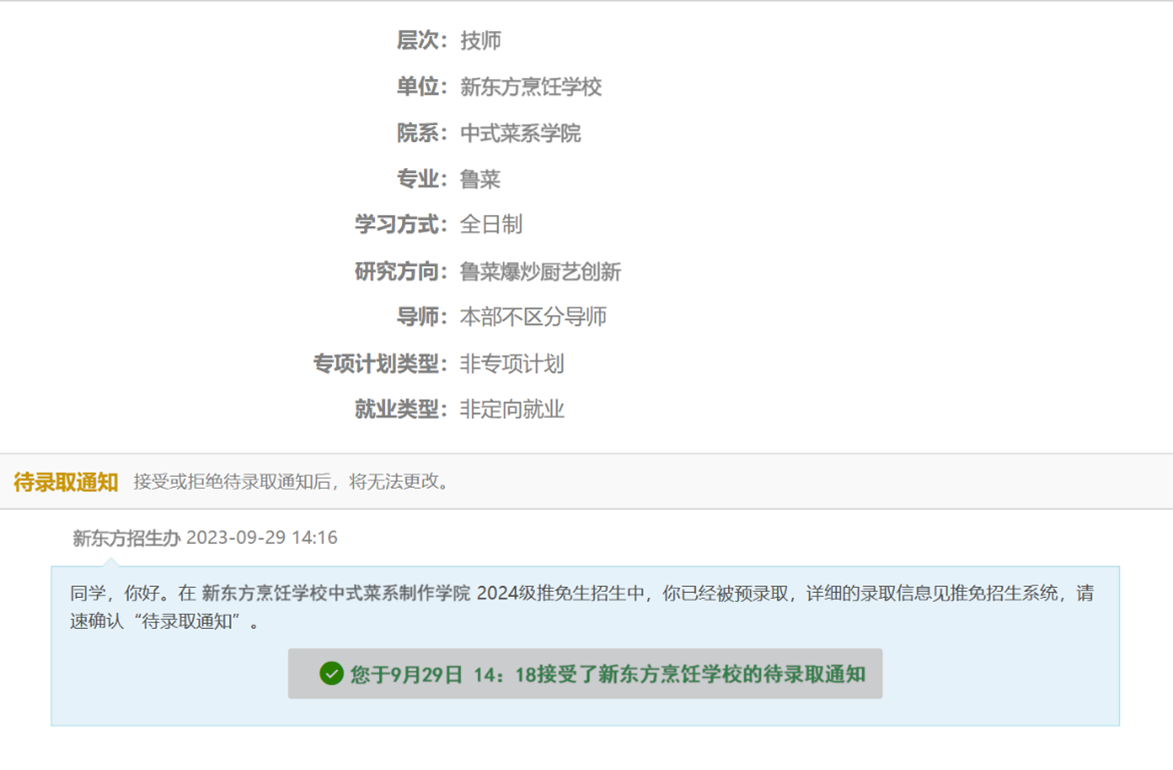 层次：技师
单位：新东方烹饪学校
院系：中式菜系学院
专业：鲁菜
学习方式：全日制
研究方向：鲁菜爆炒厨艺创新
导师：本部不区分导师
专项计划类型：非专项计划
就业类型：非定向就业
待录取通知 接受或拒绝待录取通知后，将无法更改。
新东方招生办 2023-09-29 14:16
同学，你好。在 新东方烹饪学校中式菜系制作学院 2024级推免生招生中，你已经被预录取，详细的录取信息见推免招生系统，请
速确认“待录取通知”。
您于9月29日 14：18接受了新东方烹饪学校的待录取通知